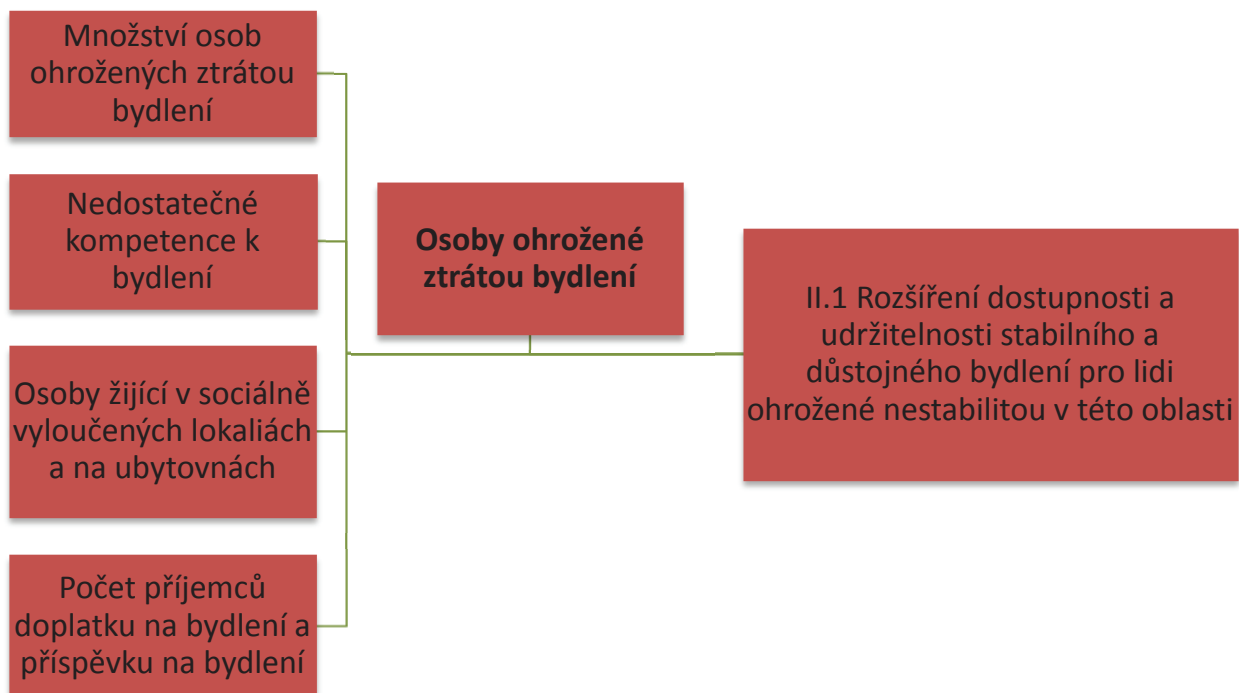 Množství osob
ohrožených ztrátou
bydlení
Nedostatečné
kompetence k
bydlení
Osoby žijící v sociálně
vyloučených lokaliách
a na ubytovnách
Počet příjemců
doplatku na bydlení a
příspěvku na bydlení
Osoby ohrožené
ztrátou bydlení
II.1 Rozšíření dostupnosti a
udržitelnosti stabilního a
důstojného bydlení pro lidi
ohrožené nestabilitou v této oblasti